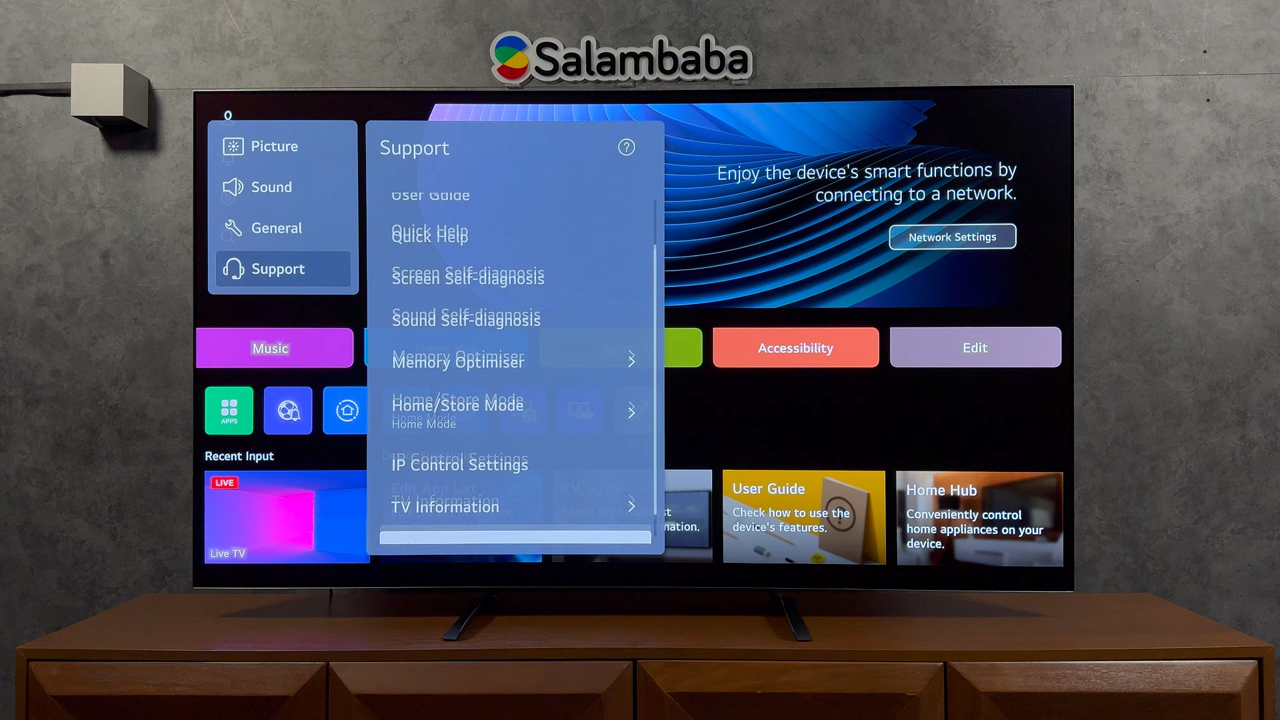 Salambaba
Picture
Sound
General
Support
Support
?
User Guide
Quick Help
Screen Self-diagnosis
Sound Self-diagnosis
Memory Optimiser
Home/Store Mode
Home Mode
IP Control Settings
TV Information
Enjoy the device's smart functions by
connecting to a network.
Network Settings
Music
Accessibility
Edit
APPS
Recent Input
LIVE
Live TV
User Guide
Check how to use the
device's features.
Home Hub
Conveniently control
home appliances on your
device.